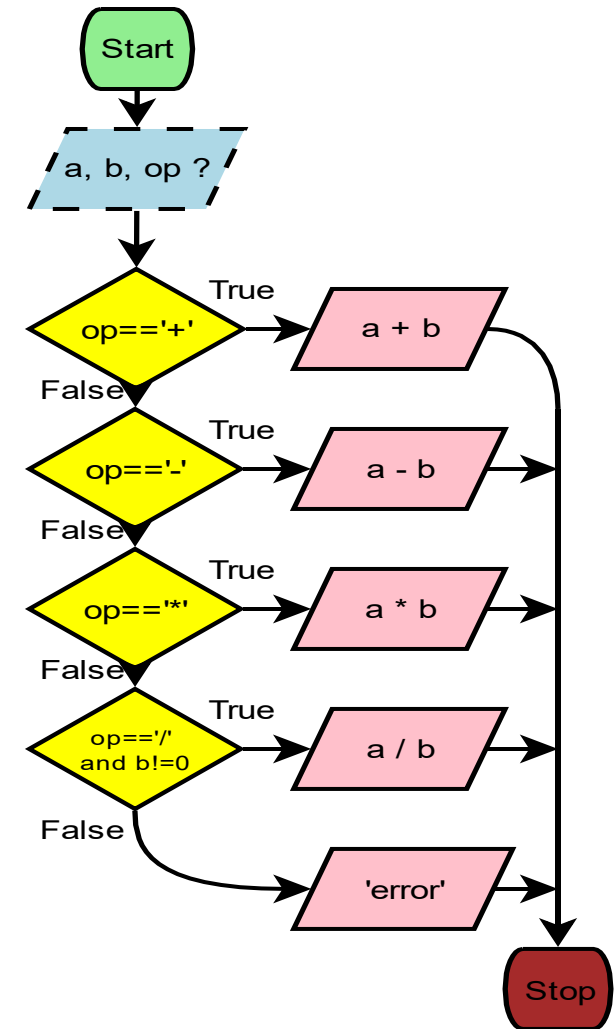 Start
a, b, op ?
op=='+'
True
a + b
False
op=='-'
True
a - b
False
op=='*'
True
a * b
False
op=='/'
and b!=0
True
a / b
False
'error'
Stop